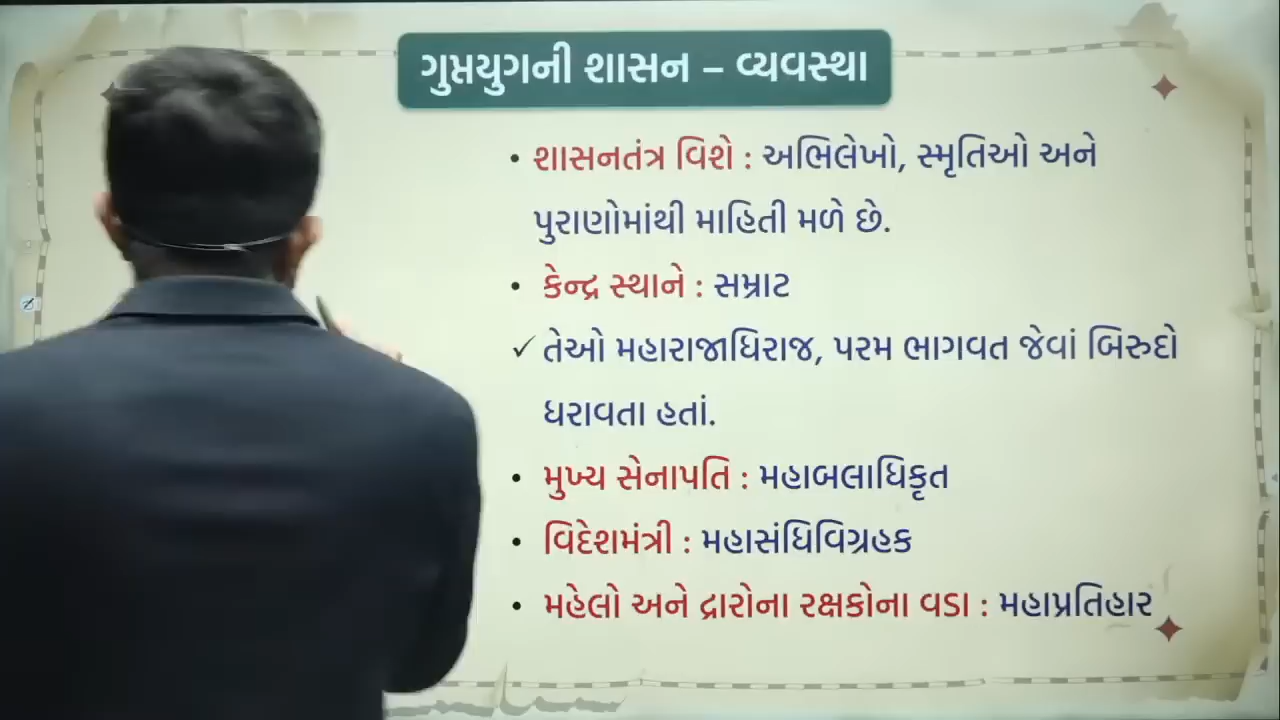 ગુપ્તયુગની શાસન – વ્યવસ્થા
• શાસનતંત્ર વિશે : અભિલેખો, સ્મૃતિઓ અને
પુરાણોમાંથી માહિતી મળે છે.
• કેન્દ્ર સ્થાને : સમ્રાટ
✓ તેઓ મહારાજાધિરાજ, પરમ ભાગવત જેવાં બિરુદો
ધરાવતા હતાં.
• મુખ્ય સેનાપતિ : મહાબલાધિકૃત
• વિદેશમંત્રી : મહાસંધિવિગ્રહક
• મહેલો અને દ્રારોના રક્ષકોના વડા : મહાપ્રતિહાર